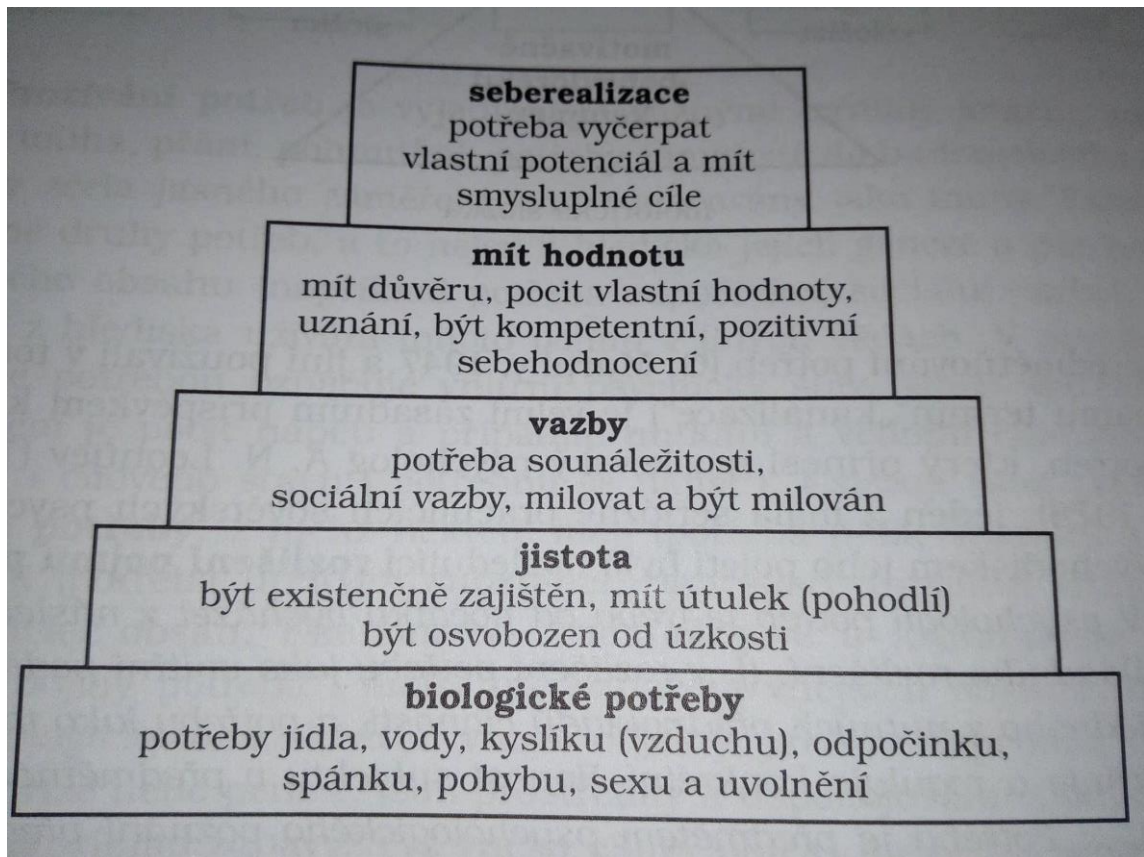 seberealizace
potřeba vyčerpat
vlastní potenciál a mít
smysluplné cíle
mít hodnotu
mít důvěru, pocit vlastní hodnoty,
uznání, být kompetentní, pozitivní
sebehodnocení
vazby
potřeba sounáležitosti,
sociální vazby, milovat a být milován
jistota
být existenčně zajištěn, mít útulek (pohodlí)
být osvobozen od úzkosti
biologické potřeby
potřeby jídla, vody, kyslíku (vzduchu), odpočinku,
spánku, pohybu, sexu a uvolnění